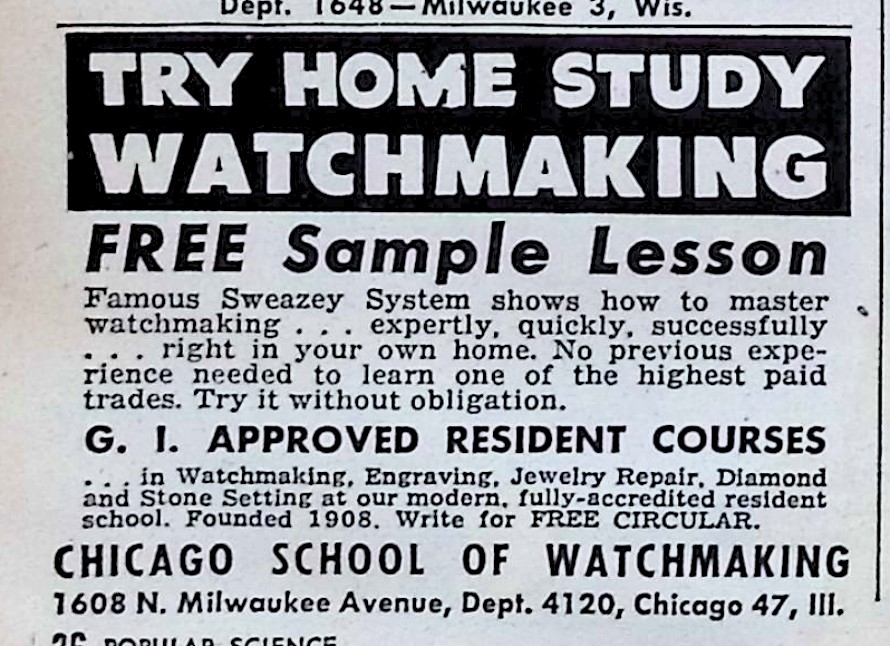 Dept. 1648—Milwaukee 3, Wis.
TRY HOME STUDY
WATCHMAKING
FREE Sample Lesson
Famous Sweazey System shows how to master
watchmaking . . . expertly, quickly, successfully
. . . right in your own home. No previous expe-
rience needed to learn one of the highest paid
trades. Try it without obligation.
G. I. APPROVED RESIDENT COURSES
. . . in Watchmaking, Engraving, Jewelry Repair, Diamond
and Stone Setting at our modern, fully-accredited resident
school. Founded 1908. Write for FREE CIRCULAR.
CHICAGO SCHOOL OF WATCHMAKING
1608 N. Milwaukee Avenue, Dept. 4120, Chicago 47, Ill.
POPULAR SCIENCE